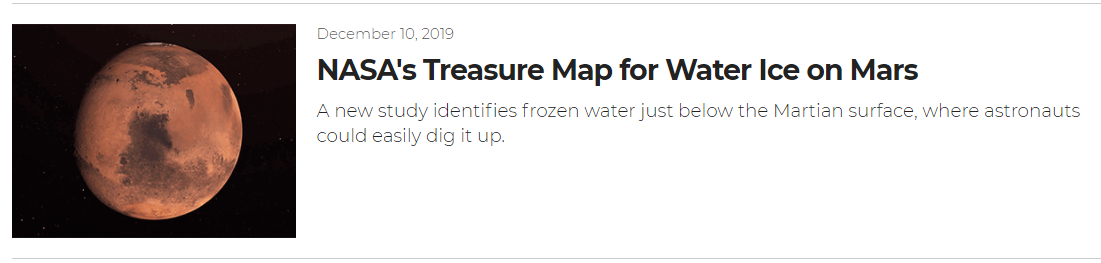 December 10, 2019
NASA's Treasure Map for Water Ice on Mars
A new study identifies frozen water just below the Martian surface, where astronauts
could easily dig it up.